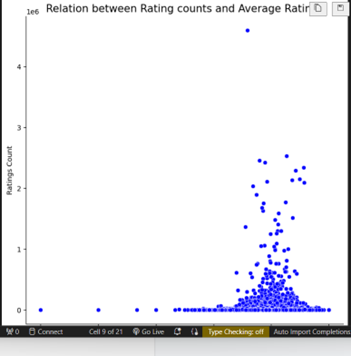 Relation between Rating counts and Average Ratin
1e6
4
3
2
1
0
Ratings Count
0 Connect Cell 9 of 21 Go Live Type Checking: off Auto Import Completions: